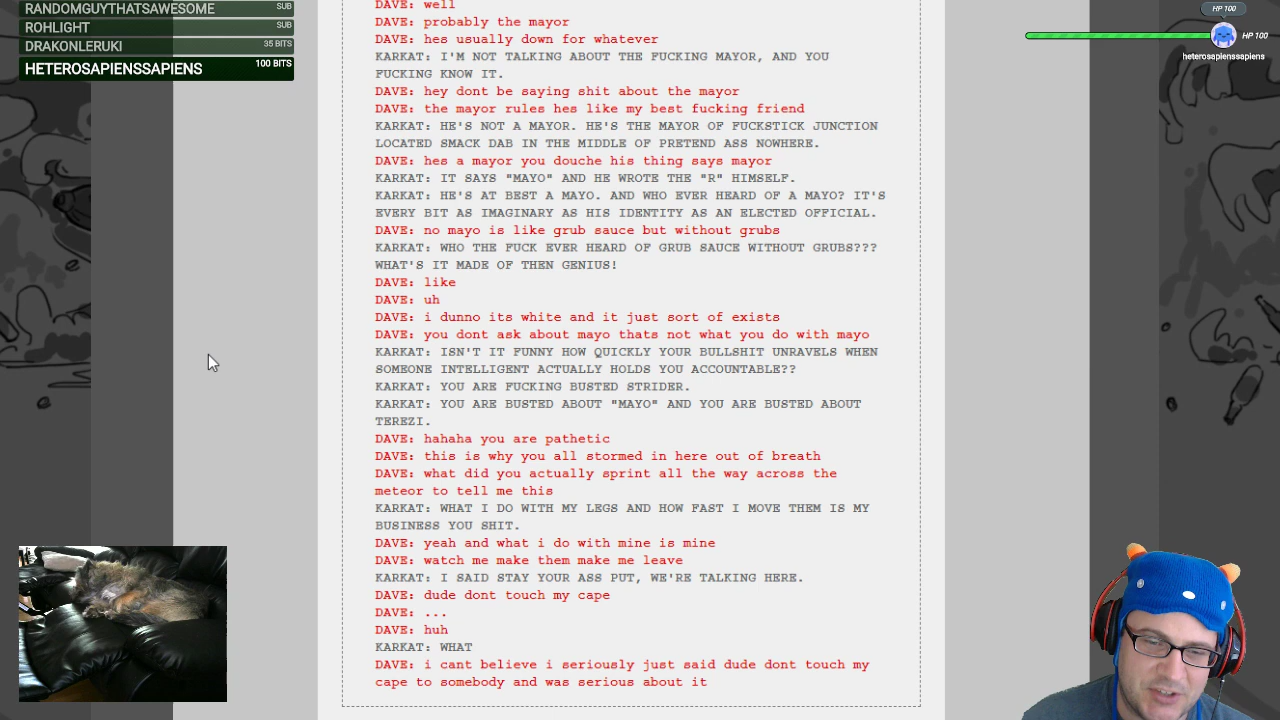 RANDOMGUYTHATSAWESOME SUB
ROHLIGHT SUB
DRAKONLERUKI 35 BITS
HETEROSAPIENSSAPIENS 100 BITS
HP 100
HP 100
heterosapienssapiens
DAVE: well
DAVE: probably the mayor
DAVE: hes usually down for whatever
KARKAT: I'M NOT TALKING ABOUT THE FUCKING MAYOR, AND YOU
FUCKING KNOW IT.
DAVE: hey dont be saying shit about the mayor
DAVE: the mayor rules hes like my best fucking friend
KARKAT: HE'S NOT A MAYOR. HE'S THE MAYOR OF FUCKSTICK JUNCTION
LOCATED SMACK DAB IN THE MIDDLE OF PRETEND ASS NOWHERE.
DAVE: hes a mayor you douche his thing says mayor
KARKAT: IT SAYS "MAYO" AND HE WROTE THE "R" HIMSELF.
KARKAT: HE'S AT BEST A MAYO. AND WHO EVER HEARD OF A MAYO? IT'S
EVERY BIT AS IMAGINARY AS HIS IDENTITY AS AN ELECTED OFFICIAL.
DAVE: no mayo is like grub sauce but without grubs
KARKAT: WHO THE FUCK EVER HEARD OF GRUB SAUCE WITHOUT GRUBS???
WHAT'S IT MADE OF THEN GENIUS!
DAVE: like
DAVE: uh
DAVE: i dunno its white and it just sort of exists
DAVE: you dont ask about mayo thats not what you do with mayo
KARKAT: ISN'T IT FUNNY HOW QUICKLY YOUR BULLSHIT UNRAVELS WHEN
SOMEONE INTELLIGENT ACTUALLY HOLDS YOU ACCOUNTABLE??
KARKAT: YOU ARE FUCKING BUSTED STRIDER.
KARKAT: YOU ARE BUSTED ABOUT "MAYO" AND YOU ARE BUSTED ABOUT
TEREZI.
DAVE: hahaha you are pathetic
DAVE: this is why you all stormed in here out of breath
DAVE: what did you actually sprint all the way across the
meteor to tell me this
KARKAT: WHAT I DO WITH MY LEGS AND HOW FAST I MOVE THEM IS MY
BUSINESS YOU SHIT.
DAVE: yeah and what i do with mine is mine
DAVE: watch me make them make me leave
KARKAT: I SAID STAY YOUR ASS PUT, WE'RE TALKING HERE.
DAVE: dude dont touch my cape
DAVE: ...
DAVE: huh
KARKAT: WHAT
DAVE: i cant believe i seriously just said dude dont touch my
cape to somebody and was serious about it